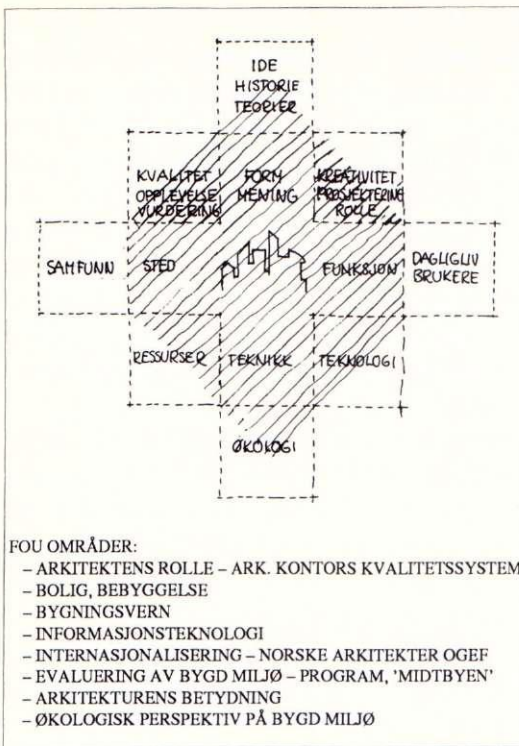 IDE
HISTORIE
TEORIER
KVALITET
OPPLEVELSE
VURDERING
FORM
MENING
KREATIVITET
PROSJEKTERING
ROLLE
SAMFUNN
STED
FUNKSJON
DAGLIGLIV
BRUKERE
RESSURSER
TEKNIKK
TEKNOLOGI
ØKOLOGI
FOU OMRÅDER:
– ARKITEKTENS ROLLE – ARK. KONTORS KVALITETSSYSTEM
– BOLIG, BEBYGGELSE
– BYGNINGSVERN
– INFORMASJONSTEKNOLOGI
– INTERNASJONALISERING – NORSKE ARKITEKTER OGEF
– EVALUERING AV BYGD MILJØ – PROGRAM, 'MIDTBYEN'
– ARKITEKTURENS BETYDNING
– ØKOLOGISK PERSPEKTIV PÅ BYGD MILJØ